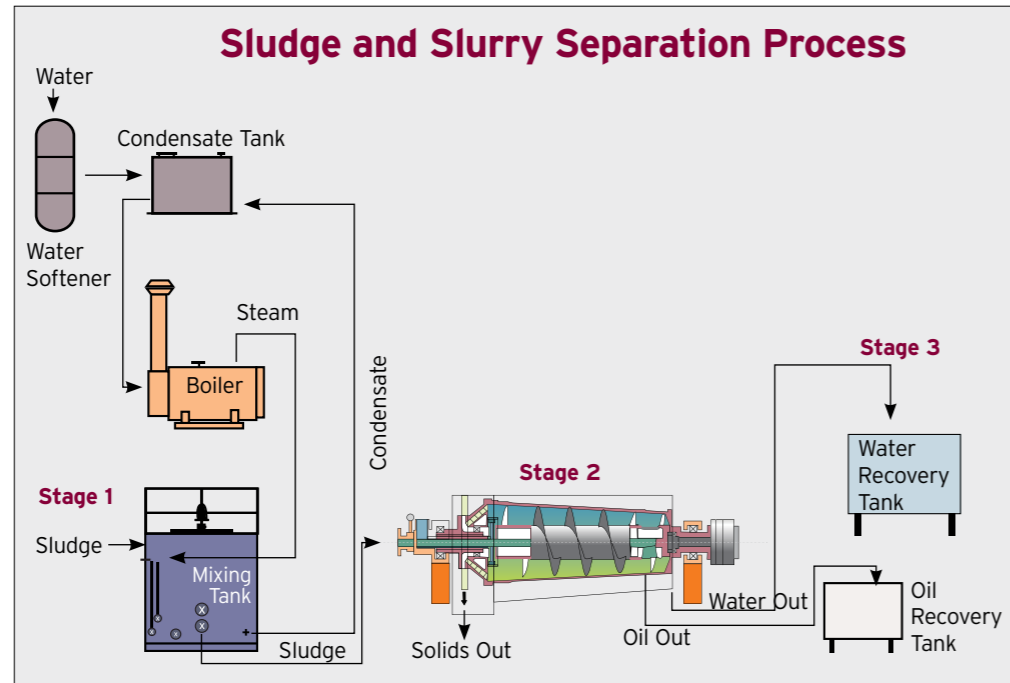 Sludge and Slurry Separation Process
Water
Condensate Tank
Water
Softener
Steam
Boiler
Condensate
Stage 1
Sludge
Mixing
Tank
Sludge
Stage 2
Solids Out
Oil Out
Water Out
Stage 3
Water
Recovery
Tank
Oil
Recovery
Tank